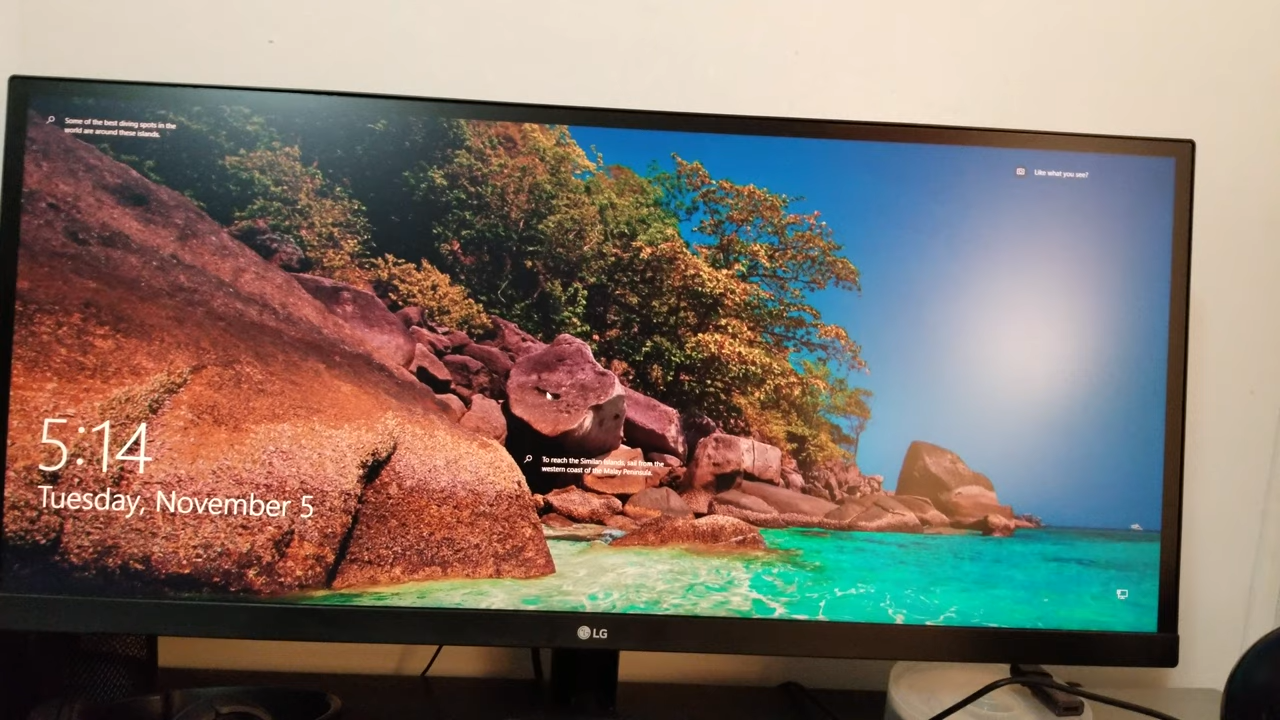 Some of the best diving spots in the
world are around these islands.
Like what you see?
5:14
Tuesday, November 5
To reach the Similan Islands, sail from the
western coast of the Malay Peninsula.
LG